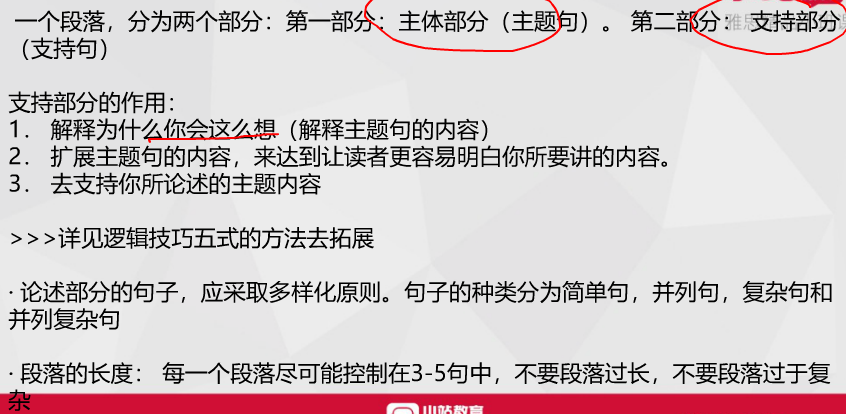 一个段落，分为两个部分：第一部分：主体部分（主题句）。 第二部分： 支持部分
（支持句）
支持部分的作用：
1. 解释为什么你会这么想（解释主题句的内容）
2. 扩展主题句的内容，来达到让读者更容易明白你所要讲的内容。
3. 去支持你所论述的主题内容
>>>详见逻辑技巧五式的方法去拓展
· 论述部分的句子，应采取多样化原则。句子的种类分为简单句，并列句，复杂句和
并列复杂句
· 段落的长度： 每一个段落尽可能控制在3-5句中，不要段落过长，不要段落过于复
杂
小站教育